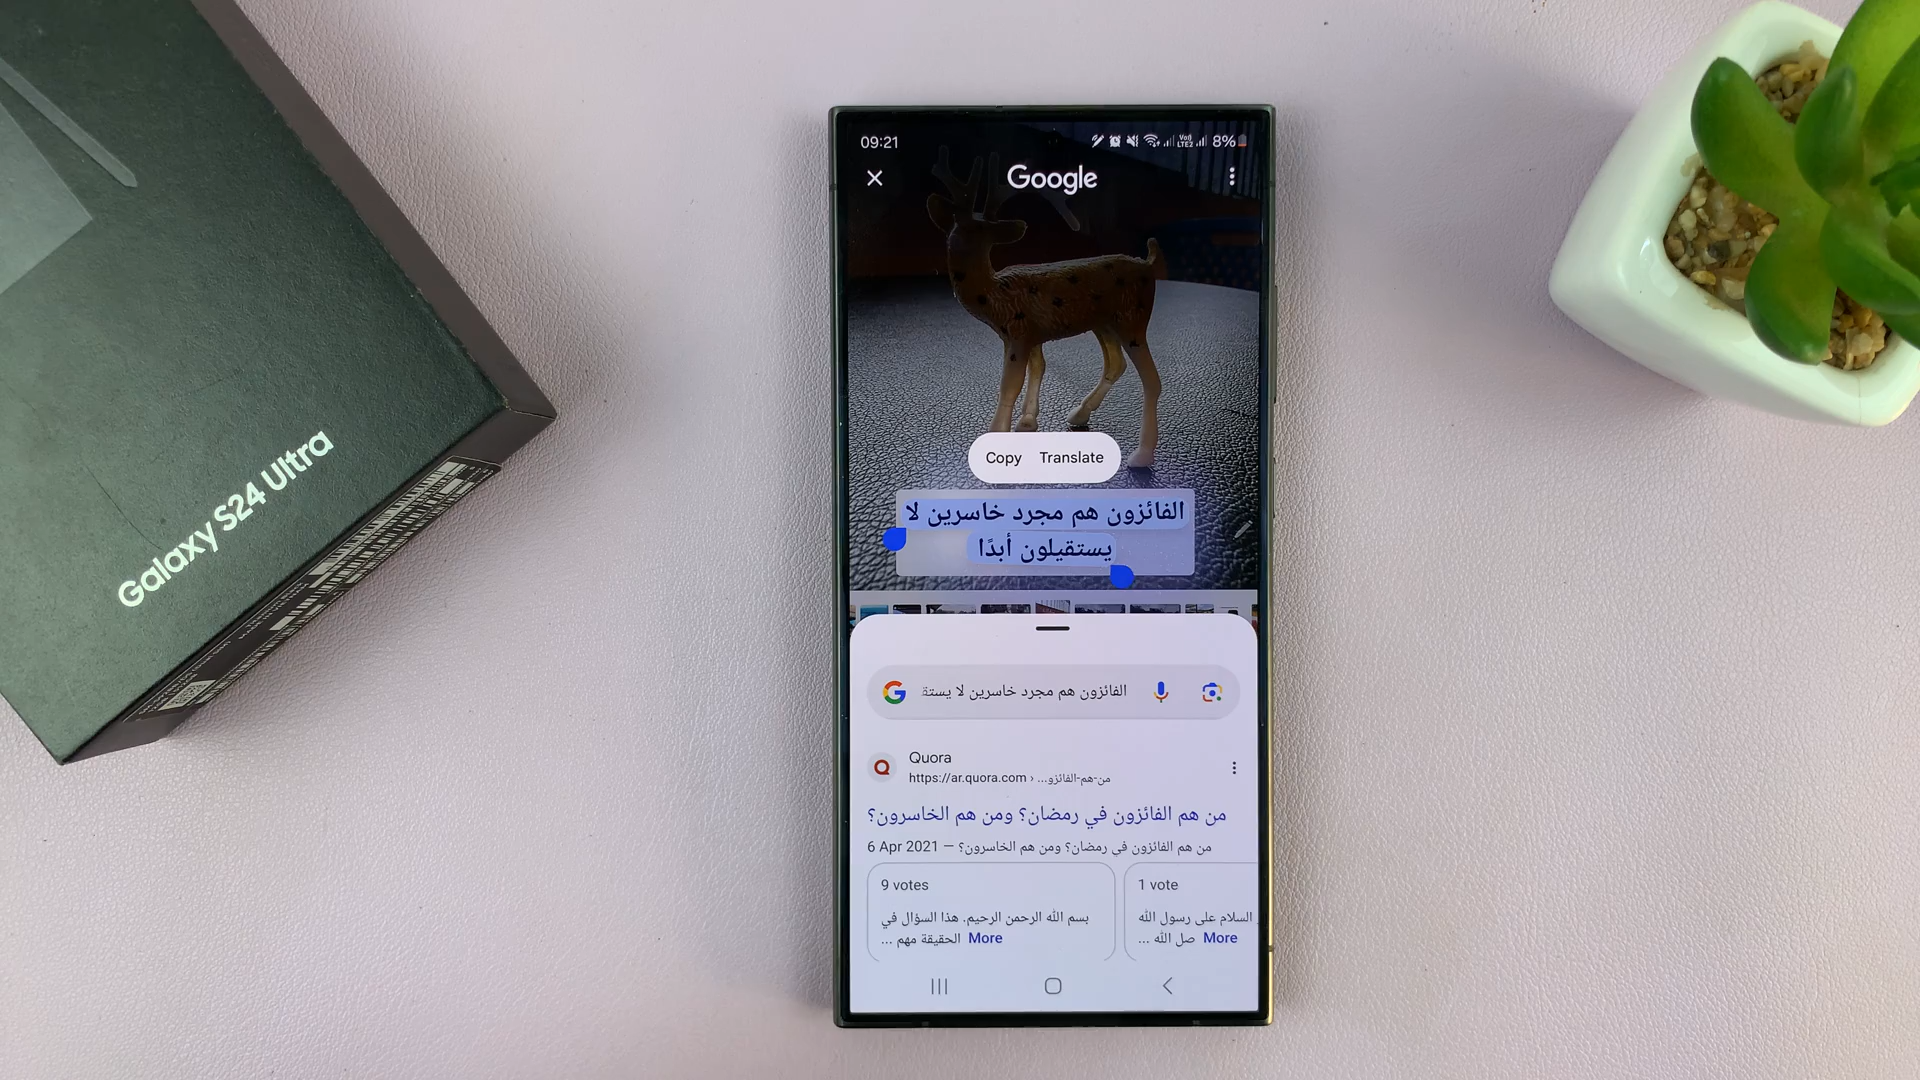 Galaxy S24 Ultra
09:21
8%
Google
Copy Translate
الفائزون هم مجرد خاسرين لا
يستقيلون أبدًا
الفائزون هم مجرد خاسرين لا يستق
Quora
https://ar.quora.com › ...من-هم-الفائزو
من هم الفائزون في رمضان؟ ومن هم الخاسرون؟
6 Apr 2021 — من هم الفائزون في رمضان؟ ومن هم الخاسرون؟
9 votes
بسم الله الرحمن الرحيم. هذا السؤال في
الحقيقة مهم ... More
1 vote
السلام على رسول الله
صل الله ... More